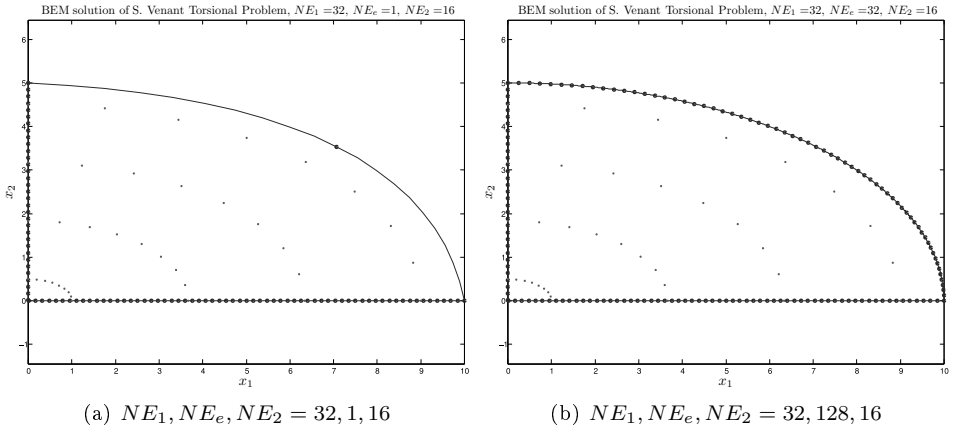 BEM solution of S. Venant Torsional Problem, NE₁ =32, NEₑ =1, NE₂ =16
6
5
4
3
2
1
0
−1
x₂
0 1 2 3 4 5 6 7 8 9 10
x₁
(a) NE₁, NEₑ, NE₂ = 32, 1, 16
BEM solution of S. Venant Torsional Problem, NE₁ =32, NEₑ =32, NE₂ =16
6
5
4
3
2
1
0
−1
x₂
0 1 2 3 4 5 6 7 8 9 10
x₁
(b) NE₁, NEₑ, NE₂ = 32, 128, 16